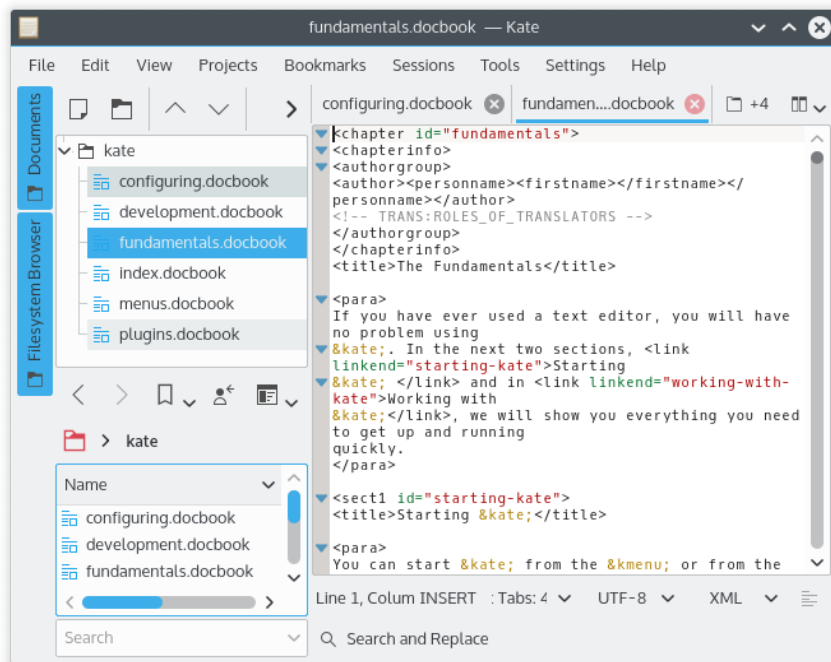 fundamentals.docbook — Kate
File Edit View Projects Bookmarks Sessions Tools Settings Help
Documents
Filesystem Browser
kate
configuring.docbook
development.docbook
fundamentals.docbook
index.docbook
menus.docbook
plugins.docbook
kate
Name
configuring.docbook
development.docbook
fundamentals.docbook
Search
configuring.docbook fundamen....docbook +4
<chapter id="fundamentals">
<chapterinfo>
<authorgroup>
<author><personname><firstname></firstname></
personname></author>
<!-- TRANS:ROLES_OF_TRANSLATORS -->
</authorgroup>
</chapterinfo>
<title>The Fundamentals</title>
<para>
If you have ever used a text editor, you will have
no problem using
&kate;. In the next two sections, <link
linkend="starting-kate">Starting
&kate; </link> and in <link linkend="working-with-
kate">Working with
&kate;</link>, we will show you everything you need
to get up and running
quickly.
</para>
<sect1 id="starting-kate">
<title>Starting &kate;</title>
<para>
You can start &kate; from the &kmenu; or from the
Line 1, Colum INSERT : Tabs: 4 UTF-8 XML
Search and Replace